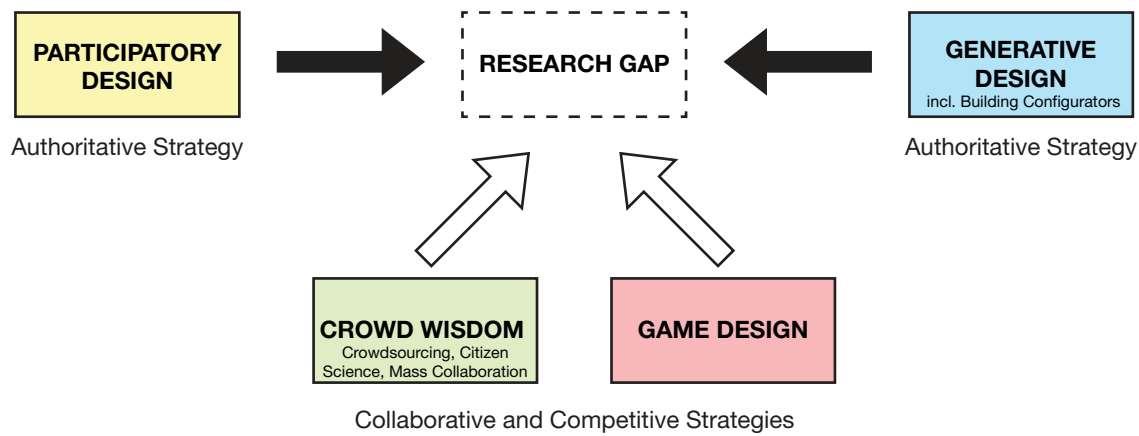 PARTICIPATORY
DESIGN
Authoritative Strategy
RESEARCH GAP
GENERATIVE
DESIGN
incl. Building Configurators
Authoritative Strategy
CROWD WISDOM
Crowdsourcing, Citizen
Science, Mass Collaboration
GAME DESIGN
Collaborative and Competitive Strategies